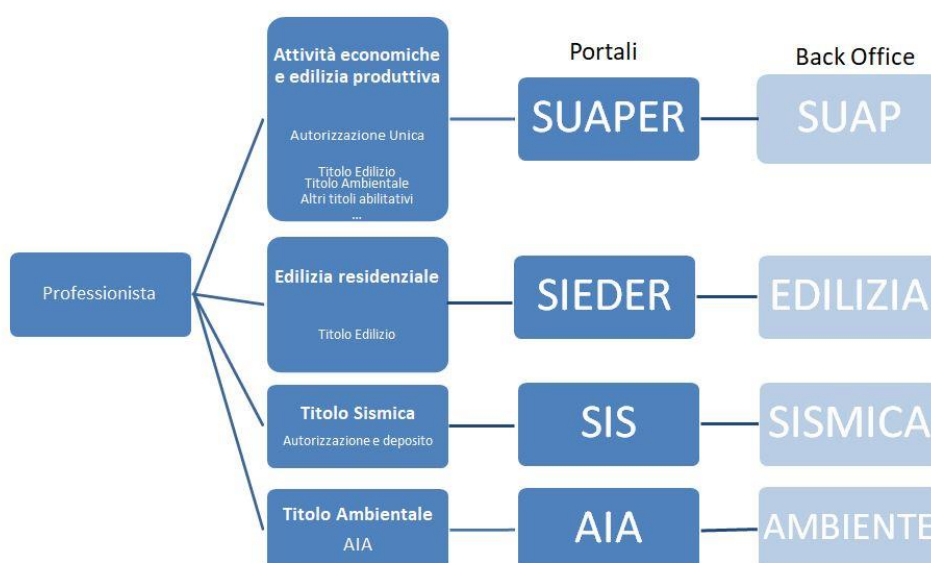 Portali
Back Office
Professionista
Attività economiche
e edilizia produttiva
Autorizzazione Unica
Titolo Edilizio
Titolo Ambientale
Altri titoli abilitativi
...
SUAPER
SUAP
Edilizia residenziale
Titolo Edilizio
SIEDER
EDILIZIA
Titolo Sismica
Autorizzazione e deposito
SIS
SISMICA
Titolo Ambientale
AIA
AIA
AMBIENTE